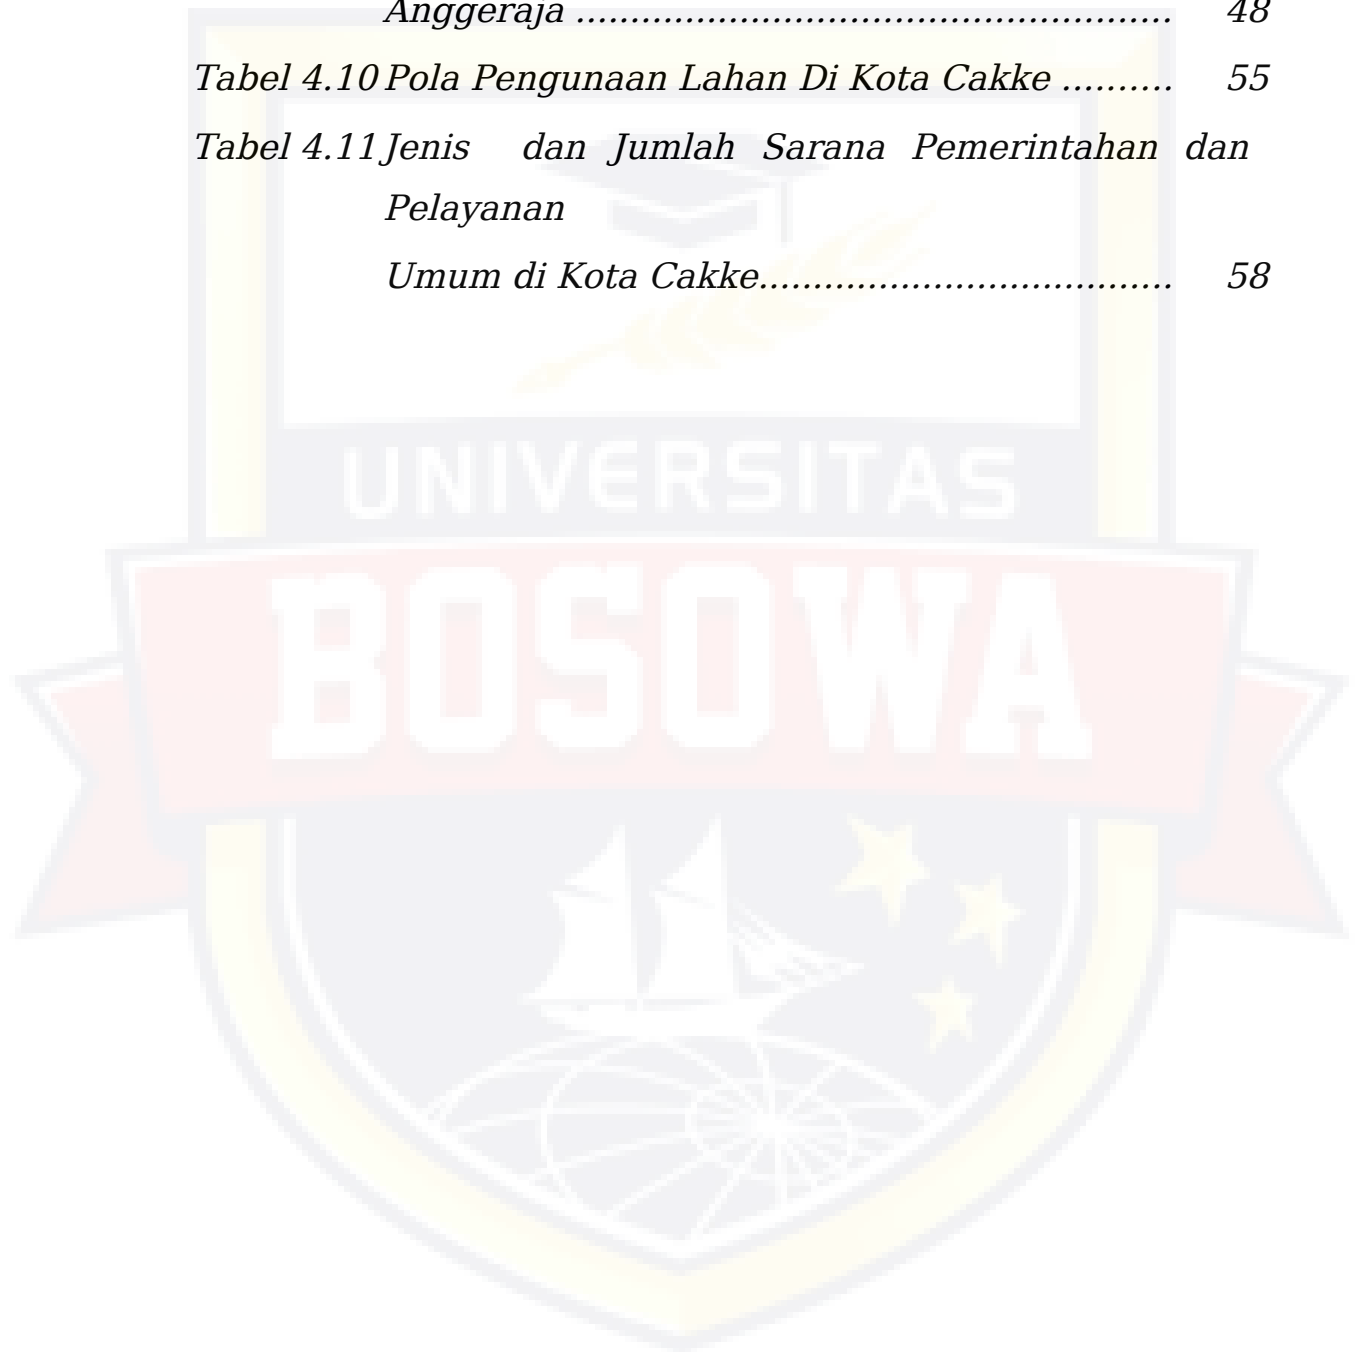 Anggeraja ....................................................... 48
Tabel 4.10 Pola Pengunaan Lahan Di Kota Cakke .......... 55
Tabel 4.11 Jenis dan Jumlah Sarana Pemerintahan dan
Pelayanan
Umum di Kota Cakke...................................... 58
UNIVERSITAS
BOSOWA